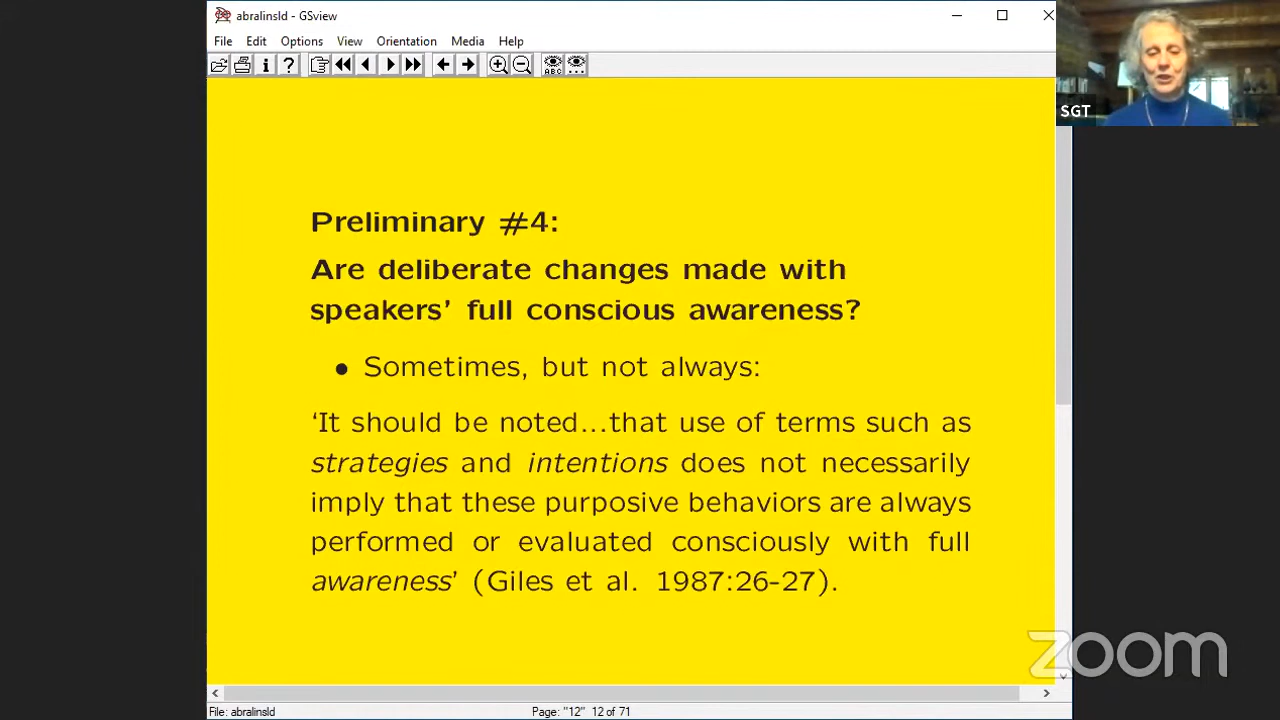 abralinsld - GSview
File Edit Options View Orientation Media Help
SGT
Preliminary #4:
Are deliberate changes made with
speakers' full conscious awareness?
• Sometimes, but not always:
‘It should be noted...that use of terms such as
strategies and intentions does not necessarily
imply that these purposive behaviors are always
performed or evaluated consciously with full
awareness’ (Giles et al. 1987:26-27).
zoom
File: abralinsld Page: "12" 12 of 71